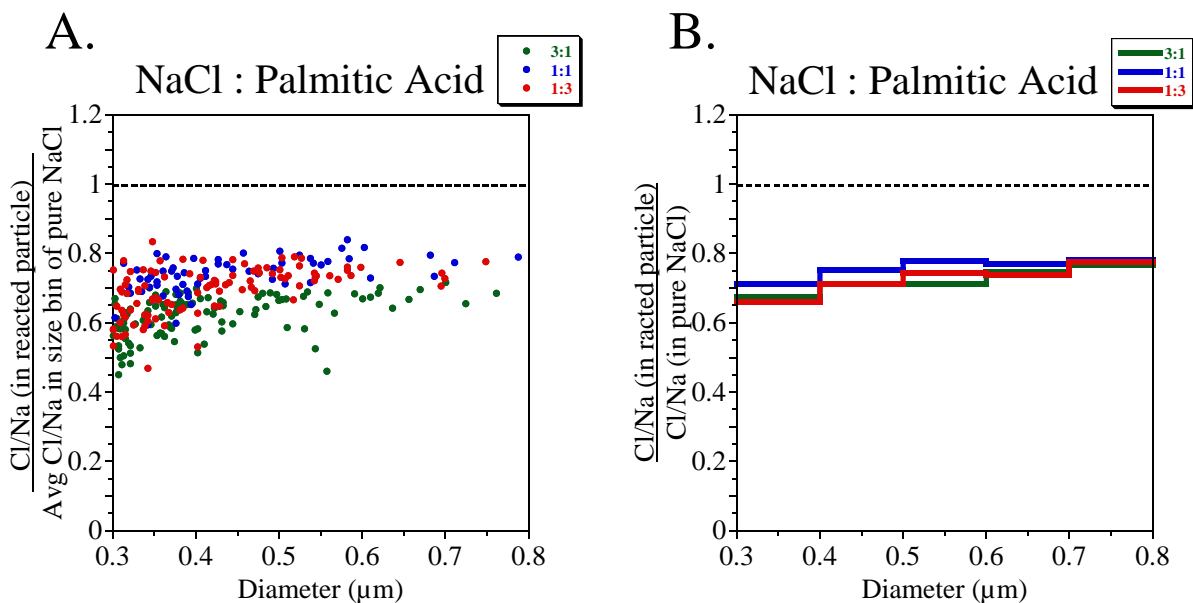 A.
3:1
1:1
1:3
NaCl : Palmitic Acid
Cl/Na (in reacted particle)
Avg Cl/Na in size bin of pure NaCl
1.2
1
0.8
0.6
0.4
0.2
0
0.3 0.4 0.5 0.6 0.7 0.8
Diameter (µm)
B.
3:1
1:1
1:3
NaCl : Palmitic Acid
Cl/Na (in racted particle)
Cl/Na (in pure NaCl)
1.2
1
0.8
0.6
0.4
0.2
0
0.3 0.4 0.5 0.6 0.7 0.8
Diameter (µm)